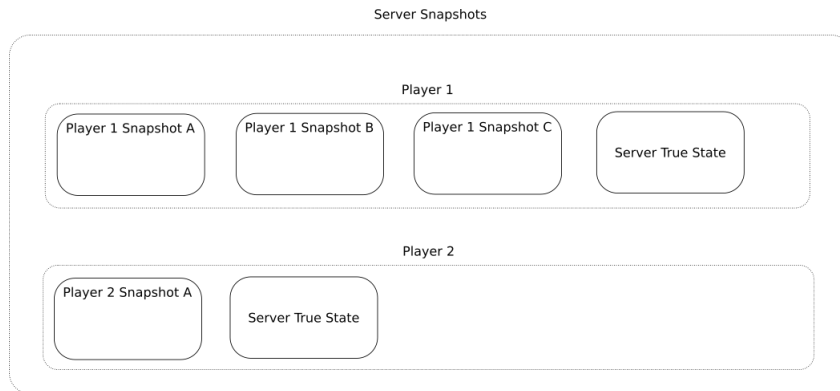 Server Snapshots
Player 1
Player 1 Snapshot A
Player 1 Snapshot B
Player 1 Snapshot C
Server True State
Player 2
Player 2 Snapshot A
Server True State